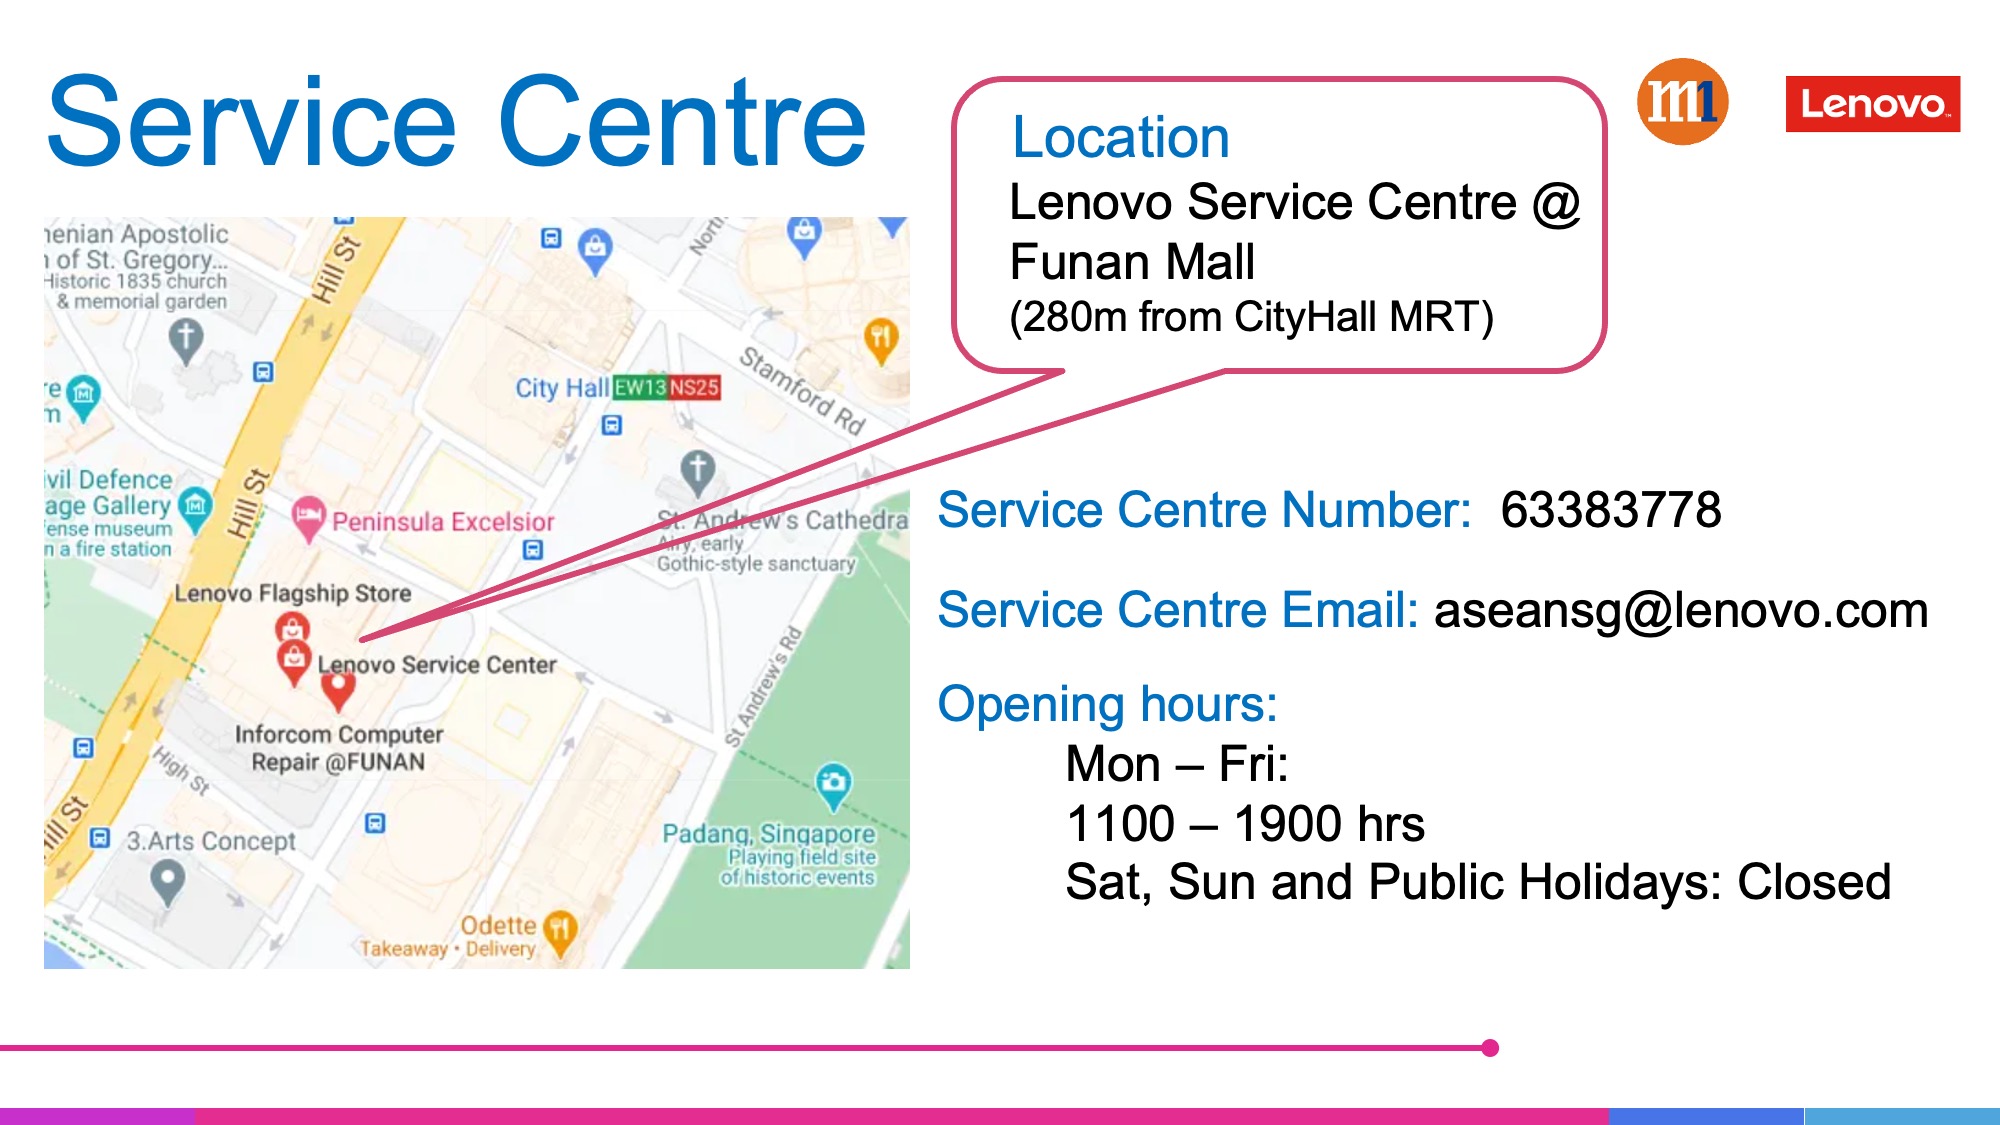 Service Centre
Location
Lenovo Service Centre @
Funan Mall
(280m from CityHall MRT)
m1
Lenovo
Service Centre Number: 63383778
Service Centre Email: aseansg@lenovo.com
Opening hours:
Mon – Fri:
1100 – 1900 hrs
Sat, Sun and Public Holidays: Closed
nenian Apostolic
n of St. Gregory...
Historic 1835 church
& memorial garden
Hill St
North
Stamford Rd
City Hall EW13 NS25
re
m
ivil Defence
age Gallery
ense museum
n a fire station
Hill St
Peninsula Excelsior
St. Andrew's Cathedra
Airy, early
Gothic-style sanctuary
Lenovo Flagship Store
Lenovo Service Center
Inforcom Computer
Repair @FUNAN
St Andrew's Rd
High St
Hill St
3.Arts Concept
Padang, Singapore
Playing field site
of historic events
Odette
Takeaway • Delivery